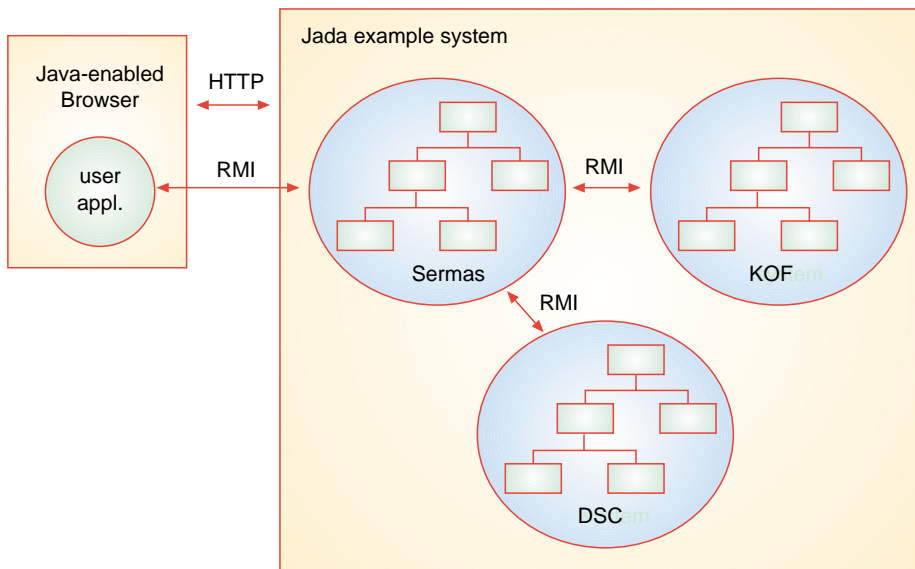 Jada example system
Java-enabled
Browser
HTTP
user
appl.
RMI
RMI
Sermas
KOF
RMI
DSC